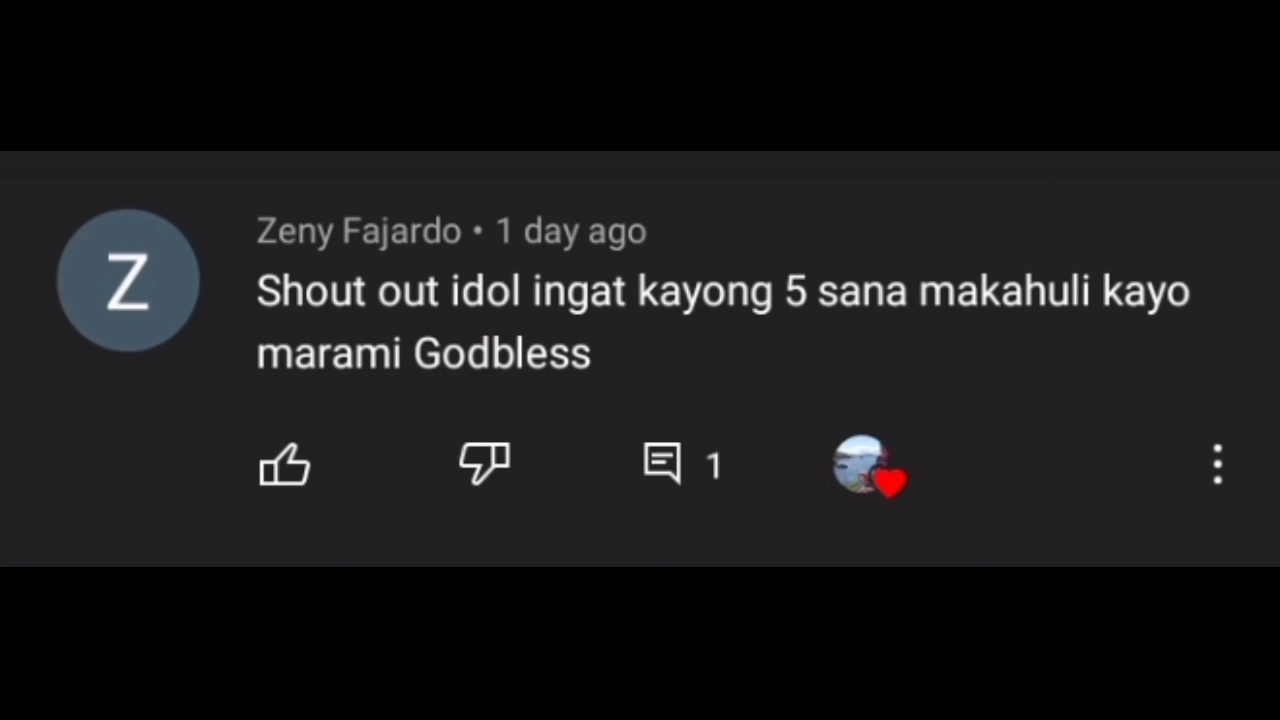 Z
Zeny Fajardo • 1 day ago
Shout out idol ingat kayong 5 sana makahuli kayo
marami Godbless
1